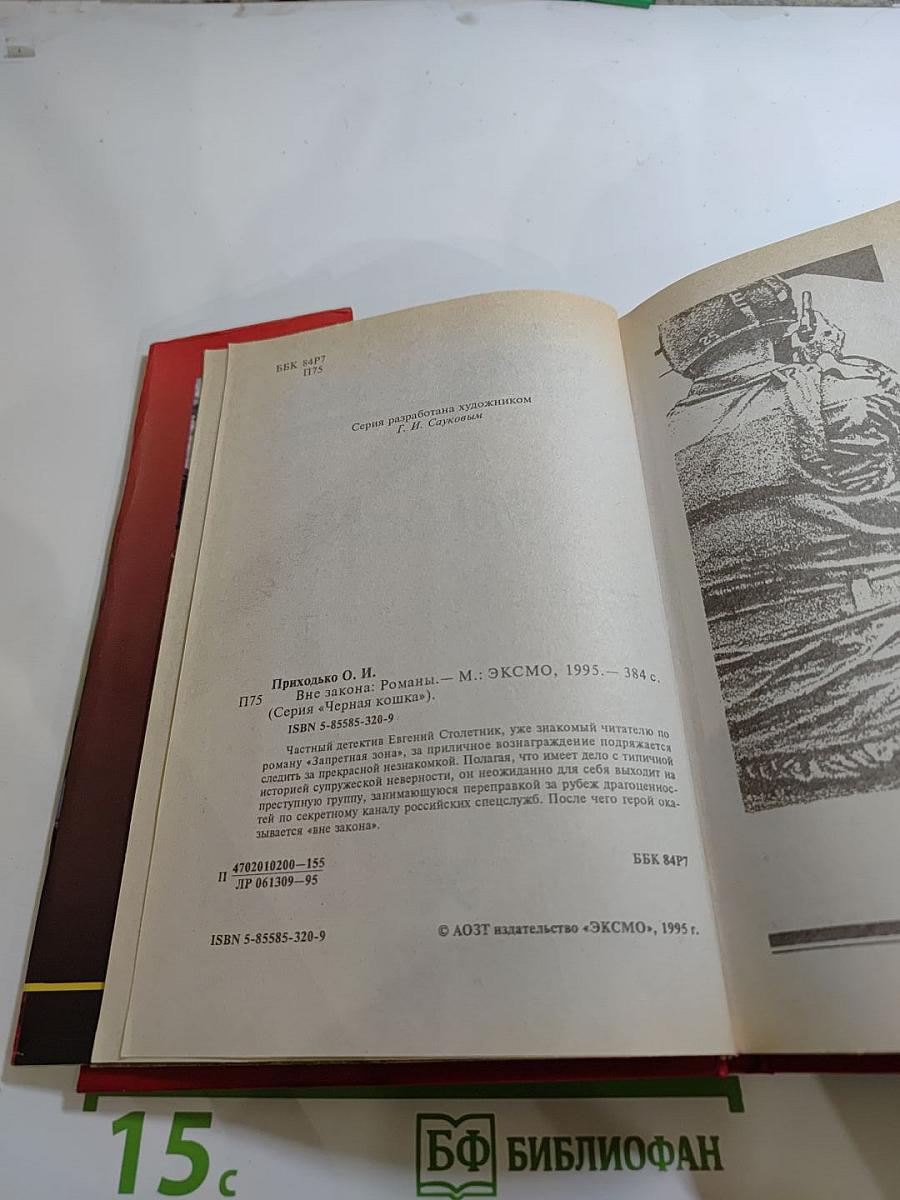 ББК 84Р7
П75
Серия разработана художником
Г. И. Сауковым
Приходько О. И.
П75 Вне закона: Романы.— М.: ЭКСМО, 1995.— 384 с.
(Серия «Черная кошка»).
ISBN 5-85585-320-9
Частный детектив Евгений Столетник, уже знакомый читателю по
роману «Запретная зона», за приличное вознаграждение подряжается
следить за прекрасной незнакомкой. Полагая, что имеет дело с типичной
историей супружеской неверности, он неожиданно для себя выходит на
преступную группу, занимающуюся переправкой за рубеж драгоценнос-
тей по секретному каналу российских спецслужб. После чего герой ока-
зывается «вне закона».
П 4702010200—155
ЛР 061309—95
ББК 84Р7
ISBN 5-85585-320-9
© АОЗТ издательство «ЭКСМО», 1995 г.
15 с
БФ БИБЛИОФАН